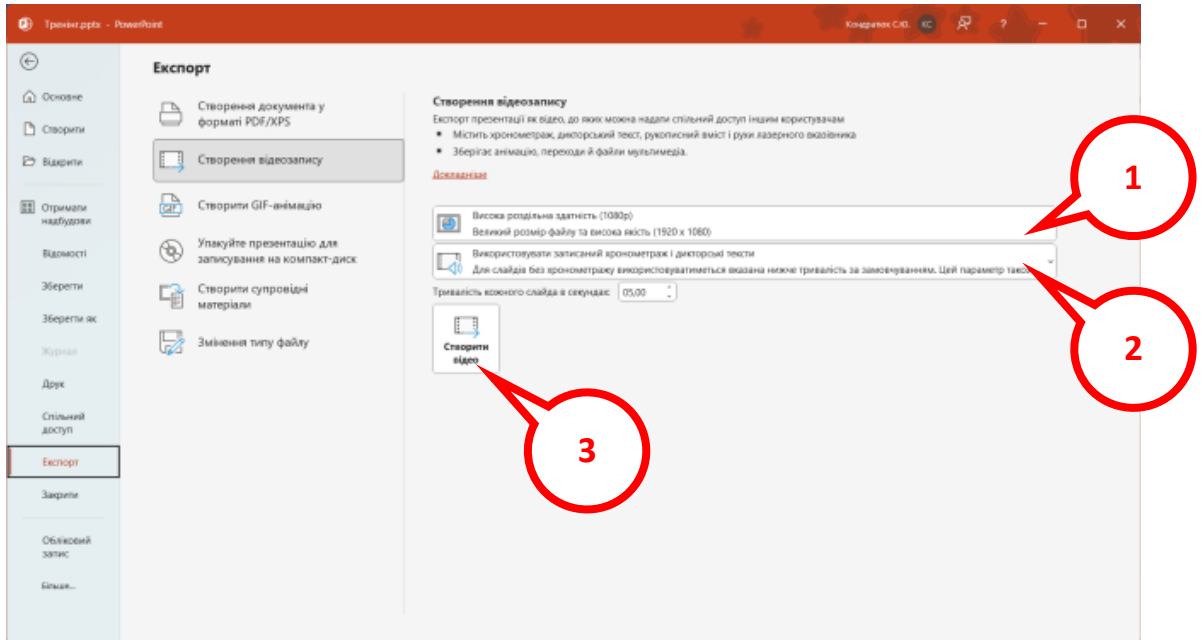 Тренінг.pptx - PowerPoint
Кондратюк С.Ю. КС ?
Експорт
Основне
Створити
Відкрити
Отримати
надбудови
Відомості
Зберегти
Зберегти як
Журнал
Друк
Спільний
доступ
Експорт
Закрити
Обліковий
запис
Більше...
Створення документа у
форматі PDF/XPS
Створення відеозапису
GIF
Створити GIF-анімацію
Упакуйте презентацію для
записування на компакт-диск
Створити супровідні
матеріали
Змінення типу файлу
Створення відеозапису
Експорт презентації як відео, до яких можна надати спільний доступ іншим користувачам
Містить хронометраж, дикторський текст, рукописний вміст і рухи лазерного вказівника
Зберігає анімацію, переходи й файли мультимедіа.
Докладніше
Висока роздільна здатність (1080p)
Великий розмір файлу та висока якість (1920 x 1080)
Використовувати записаний хронометраж і дикторські тексти
Для слайдів без хронометражу використовуватиметься вказана нижче тривалість за замовчуванням. Цей параметр також
Тривалість кожного слайда в секундах: 05,00
Створити
відео
1
2
3